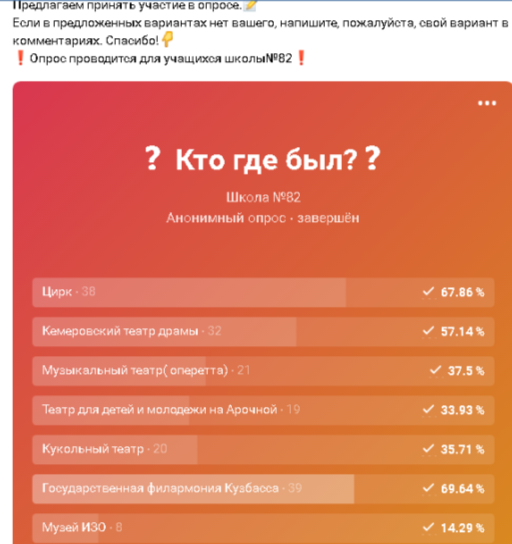 Предлагаем принять участие в опросе.📝
Если в предложенных вариантах нет вашего, напишите, пожалуйста, свой вариант в
комментариях. Спасибо!👇
❗ Опрос проводится для учащихся школы№82 ❗
❓ Кто где был? ❓
Школа №82
Анонимный опрос · завершён
Цирк · 38 ✓ 67.86 %
Кемеровский театр драмы · 32 ✓ 57.14 %
Музыкальный театр( оперетта) · 21 ✓ 37.5 %
Театр для детей и молодежи на Арочной · 19 ✓ 33.93 %
Кукольный театр · 20 ✓ 35.71 %
Государственная филармония Кузбасса · 39 ✓ 69.64 %
Музей ИЗО · 8 ✓ 14.29 %